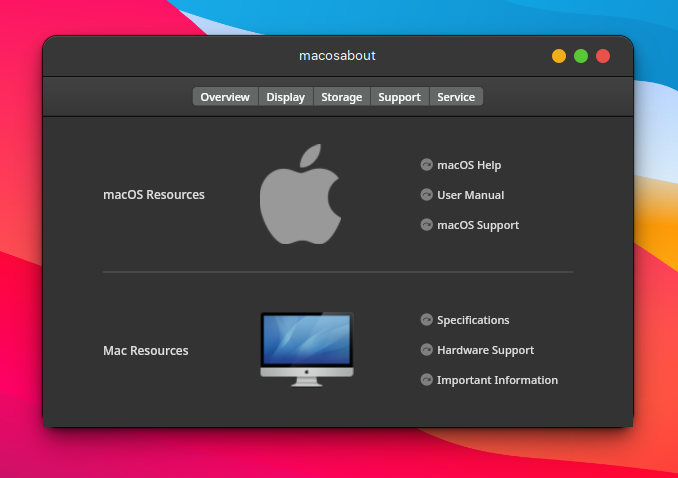 macosabout
Overview Display Storage Support Service
macOS Resources
macOS Help
User Manual
macOS Support
Mac Resources
Specifications
Hardware Support
Important Information